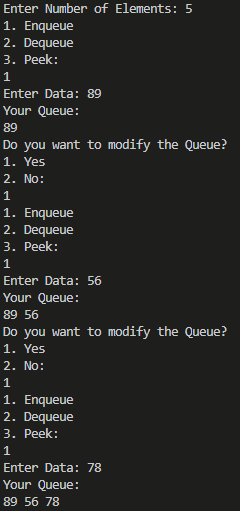 Enter Number of Elements: 5
1. Enqueue
2. Dequeue
3. Peek:
1
Enter Data: 89
Your Queue:
89
Do you want to modify the Queue?
1. Yes
2. No:
1
1. Enqueue
2. Dequeue
3. Peek:
1
Enter Data: 56
Your Queue:
89 56
Do you want to modify the Queue?
1. Yes
2. No:
1
1. Enqueue
2. Dequeue
3. Peek:
1
Enter Data: 78
Your Queue:
89 56 78